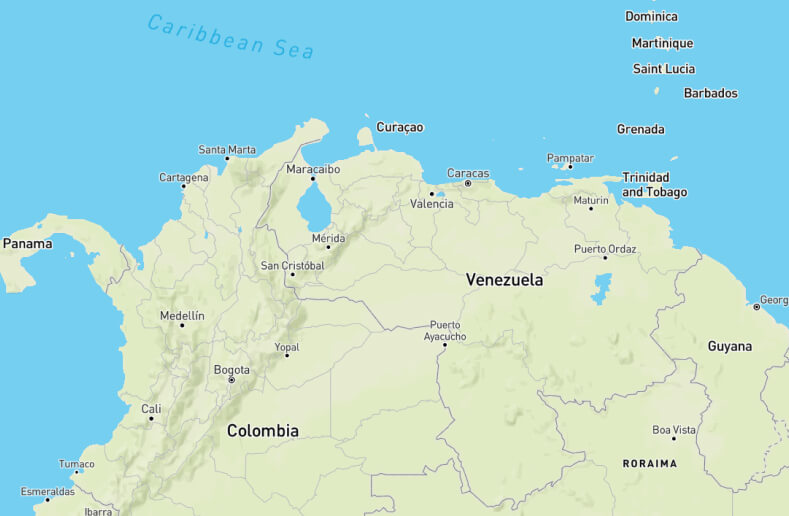 Dominica
Caribbean Sea
Martinique
Saint Lucia
Barbados
Curaçao
Grenada
Santa Marta
Pampatar
Maracaibo
Caracas
Cartagena
Trinidad
and Tobago
Valencia
Maturin
Mérida
Panama
Puerto Ordaz
San Cristóbal
Venezuela
Georg
Medellín
Puerto
Ayacucho
Yopal
Guyana
Bogota
Cali
Colombia
Boa Vista
Tumaco
RORAIMA
Esmeraldas
Ibarra